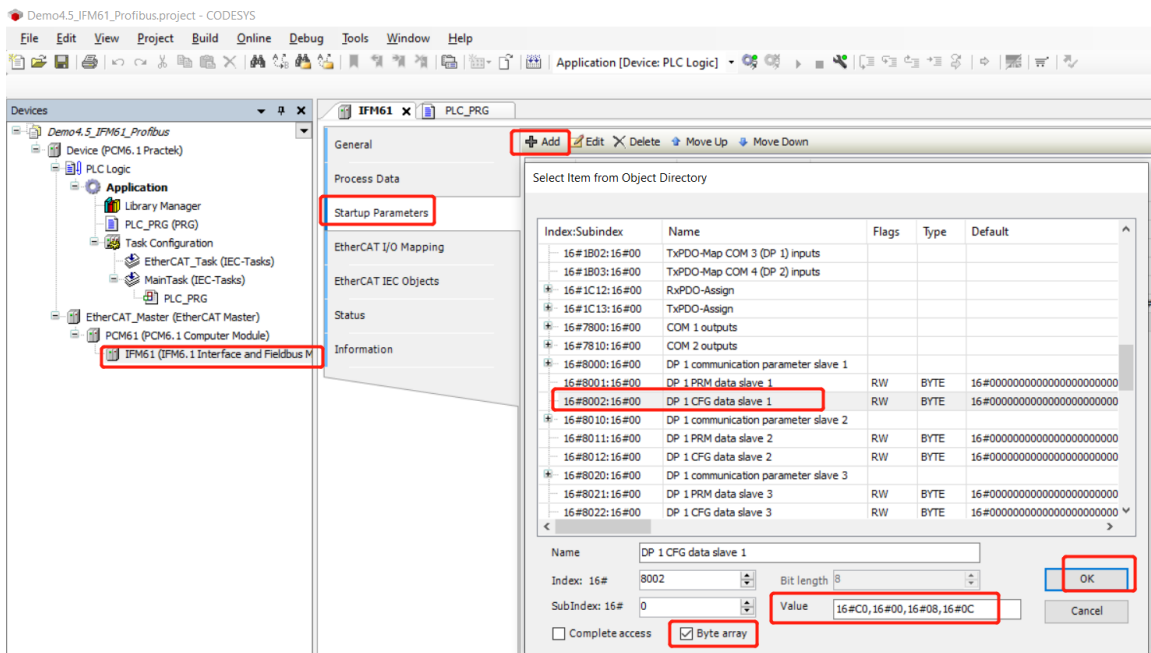 Demo4.5_IFM61_Profibus.project - CODESYS
File Edit View Project Build Online Debug Tools Window Help
Application [Device: PLC Logic]
Devices
Demo4.5_IFM61_Profibus
Device (PCM6.1 Practek)
PLC Logic
Application
Library Manager
PLC_PRG (PRG)
Task Configuration
EtherCAT_Task (IEC-Tasks)
MainTask (IEC-Tasks)
PLC_PRG
EtherCAT_Master (EtherCAT Master)
PCM61 (PCM6.1 Computer Module)
IFM61 (IFM6.1 Interface and Fieldbus M
IFM61 PLC_PRG
General
Process Data
Startup Parameters
EtherCAT I/O Mapping
EtherCAT IEC Objects
Status
Information
Add Edit Delete Move Up Move Down
Select Item from Object Directory
Index:Subindex Name Flags Type Default
16#1B02:16#00 TxPDO-Map COM 3 (DP 1) inputs
16#1B03:16#00 TxPDO-Map COM 4 (DP 2) inputs
16#1C12:16#00 RxPDO-Assign
16#1C13:16#00 TxPDO-Assign
16#7800:16#00 COM 1 outputs
16#7810:16#00 COM 2 outputs
16#8000:16#00 DP 1 communication parameter slave 1
16#8001:16#00 DP 1 PRM data slave 1 RW BYTE 16#00000000000000000000000
16#8002:16#00 DP 1 CFG data slave 1 RW BYTE 16#00000000000000000000000
16#8010:16#00 DP 1 communication parameter slave 2
16#8011:16#00 DP 1 PRM data slave 2 RW BYTE 16#00000000000000000000000
16#8012:16#00 DP 1 CFG data slave 2 RW BYTE 16#00000000000000000000000
16#8020:16#00 DP 1 communication parameter slave 3
16#8021:16#00 DP 1 PRM data slave 3 RW BYTE 16#00000000000000000000000
16#8022:16#00 DP 1 CFG data slave 3 RW BYTE 16#00000000000000000000000
Name DP 1 CFG data slave 1
Index: 16# 8002 Bit length 8 OK
SubIndex: 16# 0 Value 16#C0,16#00,16#08,16#0C Cancel
Complete access Byte array